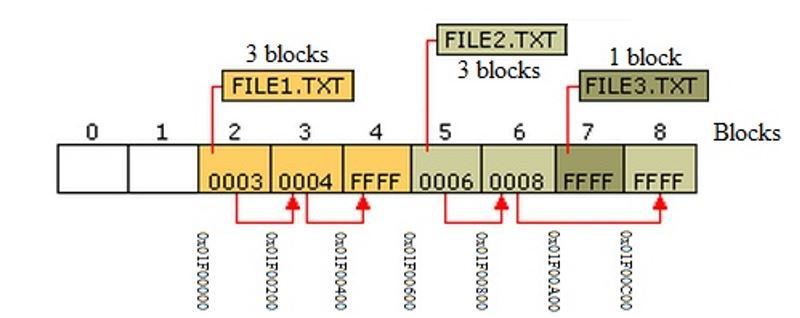 3 blocks
FILE1.TXT
FILE2.TXT
3 blocks
1 block
FILE3.TXT
0 1 2 3 4 5 6 7 8 Blocks
0003 0004 FFFF 0006 0008 FFFF FFFF
0x01F00000
0x01F00200
0x01F00400
0x01F00600
0x01F00800
0x01F00A00
0x01F00C00